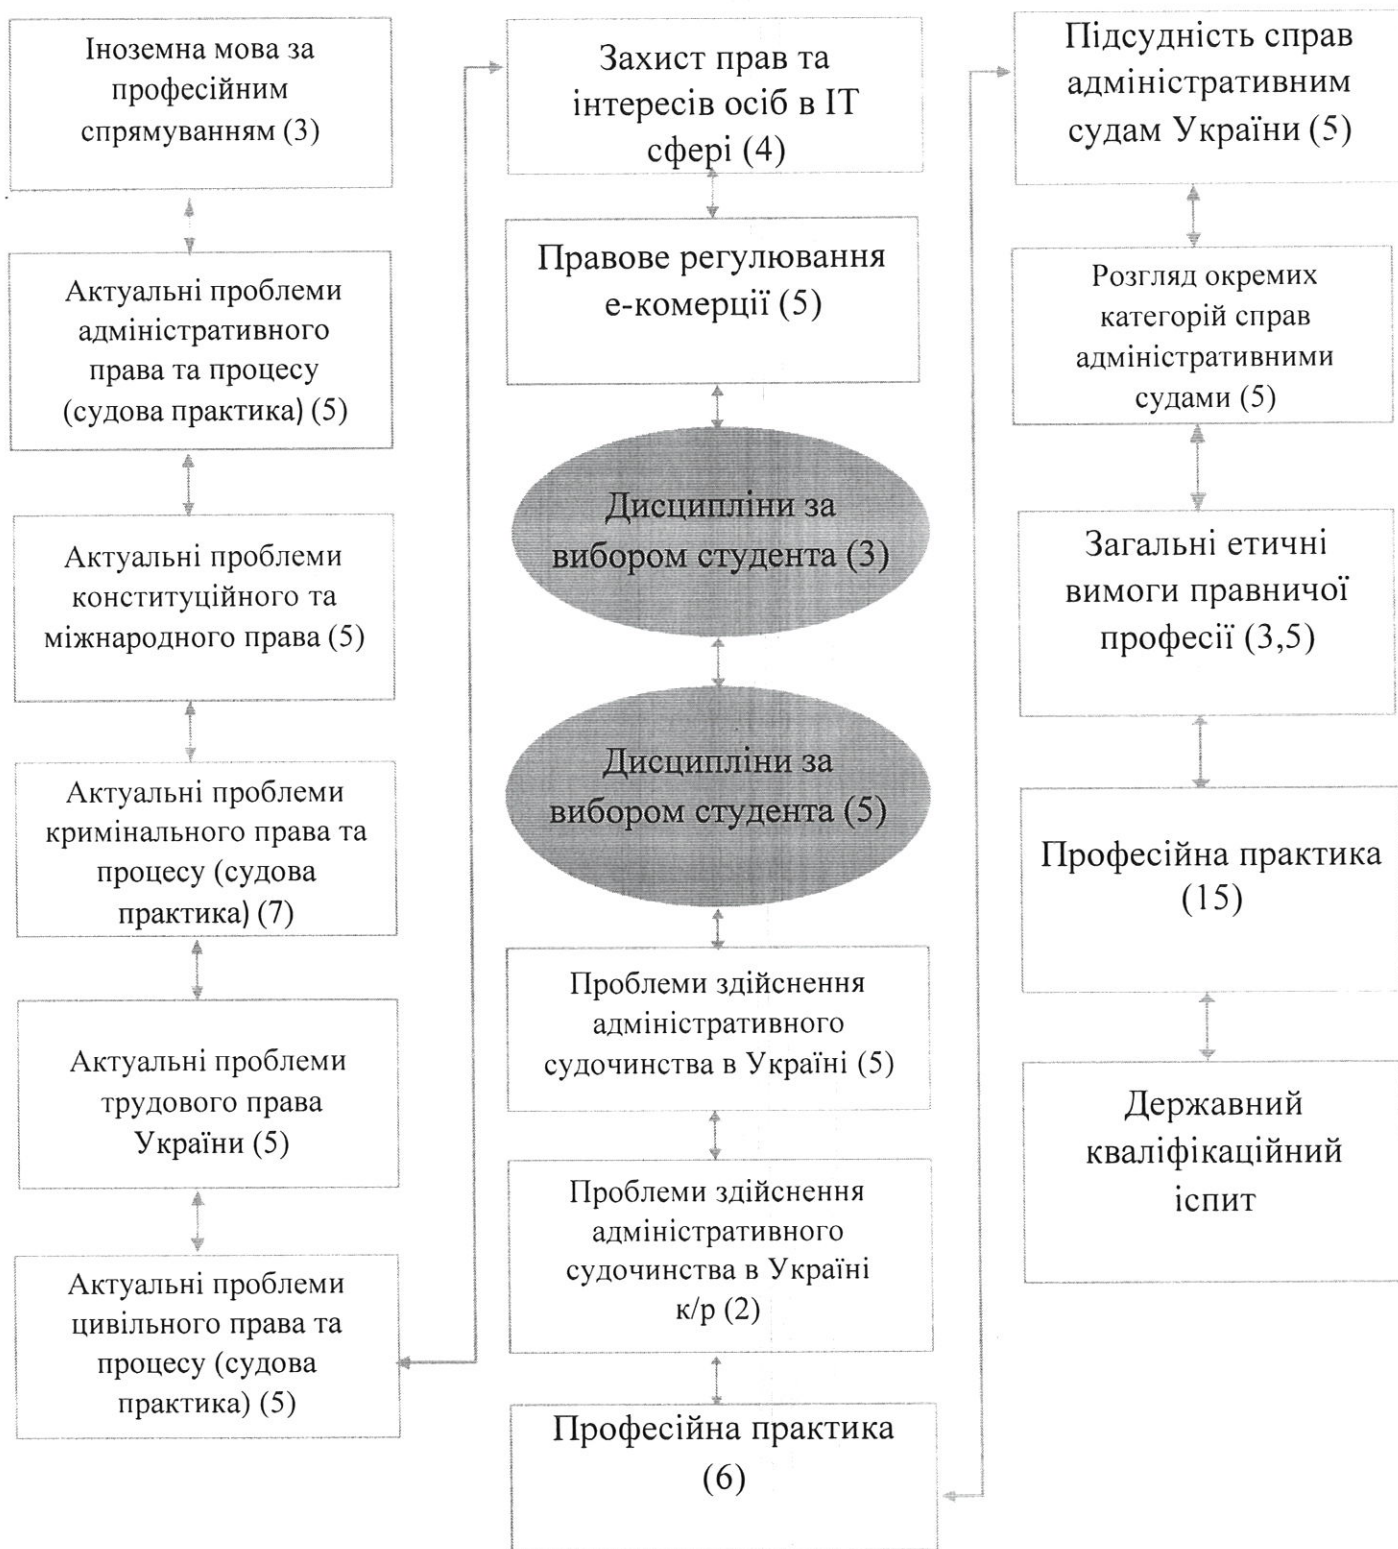 Іноземна мова за
професійним
спрямуванням (3)
Актуальні проблеми
адміністративного
права та процесу
(судова практика) (5)
Актуальні проблеми
конституційного та
міжнародного права (5)
Актуальні проблеми
кримінального права та
процесу (судова
практика) (7)
Актуальні проблеми
трудового права
України (5)
Актуальні проблеми
цивільного права та
процесу (судова
практика) (5)
Захист прав та
інтересів осіб в ІТ
сфері (4)
Правове регулювання
е-комерції (5)
Дисципліни за
вибором студента (3)
Дисципліни за
вибором студента (5)
Проблеми здійснення
адміністративного
судочинства в Україні (5)
Проблеми здійснення
адміністративного
судочинства в Україні
к/р (2)
Професійна практика
(6)
Підсудність справ
адміністративним
судам України (5)
Розгляд окремих
категорій справ
адміністративними
судами (5)
Загальні етичні
вимоги правничої
професії (3,5)
Професійна практика
(15)
Державний
кваліфікаційний
іспит